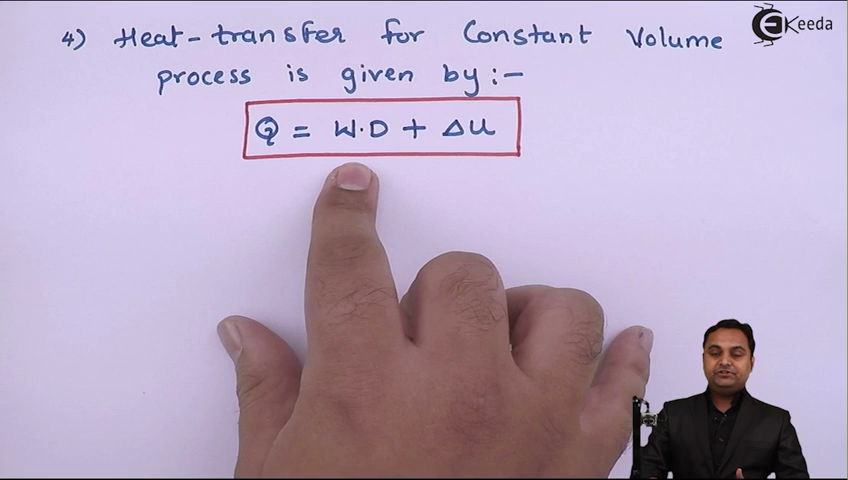 EKeeda
4) Heat-transfer for Constant Volume
process is given by:-
Q = W.D + ΔU